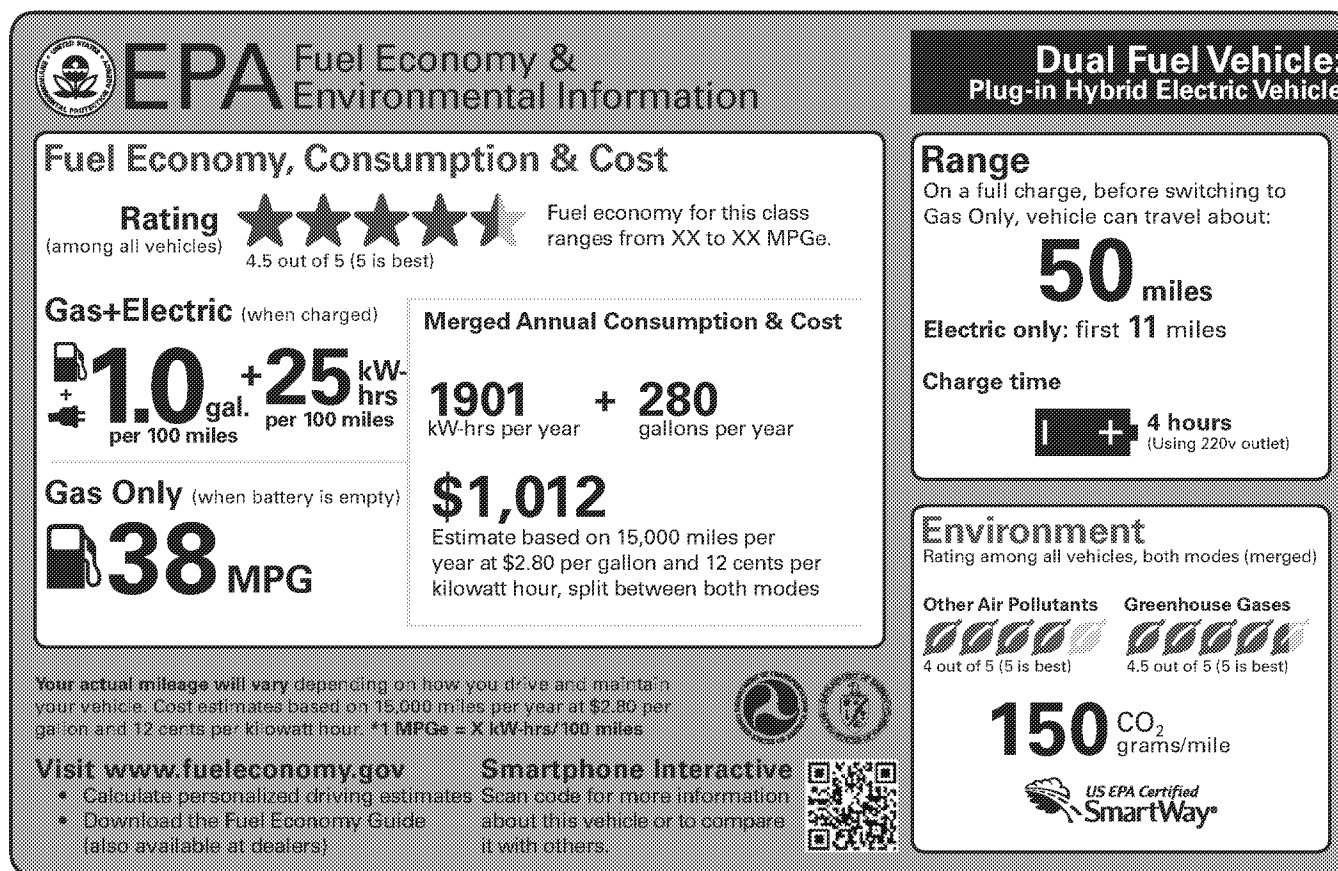 EPA Fuel Economy &
Environmental Information
Dual Fuel Vehicle:
Plug-in Hybrid Electric Vehicle
Fuel Economy, Consumption & Cost
Rating
(among all vehicles)
4.5 out of 5 (5 is best)
Fuel economy for this class
ranges from XX to XX MPGe.
Gas+Electric (when charged)
+
1.0 gal.
per 100 miles
+ 25 kW-
hrs
per 100 miles
Gas Only (when battery is empty)
38 MPG
Merged Annual Consumption & Cost
1901 + 280
kW-hrs per year gallons per year
$1,012
Estimate based on 15,000 miles per
year at $2.80 per gallon and 12 cents per
kilowatt hour, split between both modes
Range
On a full charge, before switching to
Gas Only, vehicle can travel about:
50 miles
Electric only: first 11 miles
Charge time
4 hours
(Using 220v outlet)
Environment
Rating among all vehicles, both modes (merged)
Other Air Pollutants Greenhouse Gases
4 out of 5 (5 is best) 4.5 out of 5 (5 is best)
150 CO2
grams/mile
US EPA Certified
SmartWay
Your actual mileage will vary depending on how you drive and maintain
your vehicle. Cost estimates based on 15,000 miles per year at $2.80 per
gallon and 12 cents per kilowatt hour. *1 MPGe = X kW-hrs/100 miles
Visit www.fueleconomy.gov
• Calculate personalized driving estimates
• Download the Fuel Economy Guide
(also available at dealers)
Smartphone Interactive
Scan code for more information
about this vehicle or to compare
it with others.